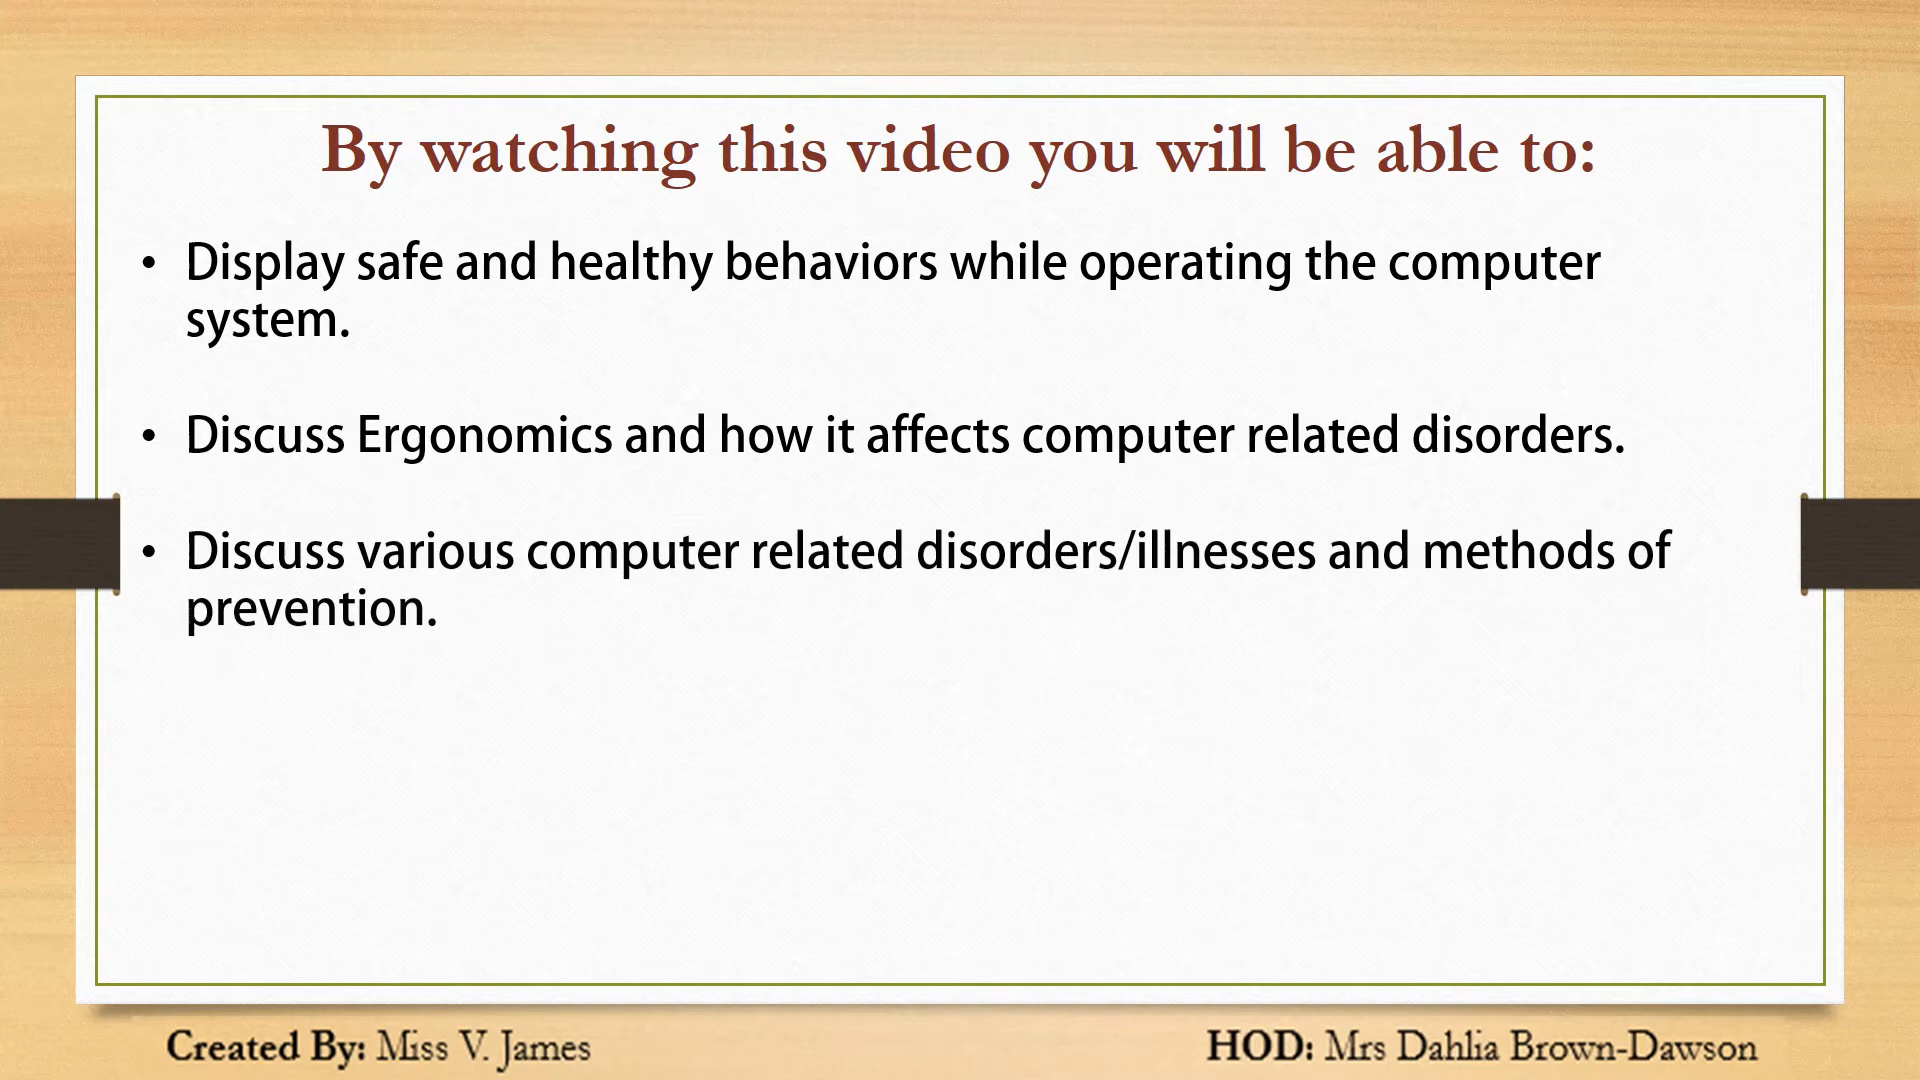 By watching this video you will be able to:
• Display safe and healthy behaviors while operating the computer
system.
• Discuss Ergonomics and how it affects computer related disorders.
• Discuss various computer related disorders/illnesses and methods of
prevention.
Created By: Miss V. James
HOD: Mrs Dahlia Brown-Dawson